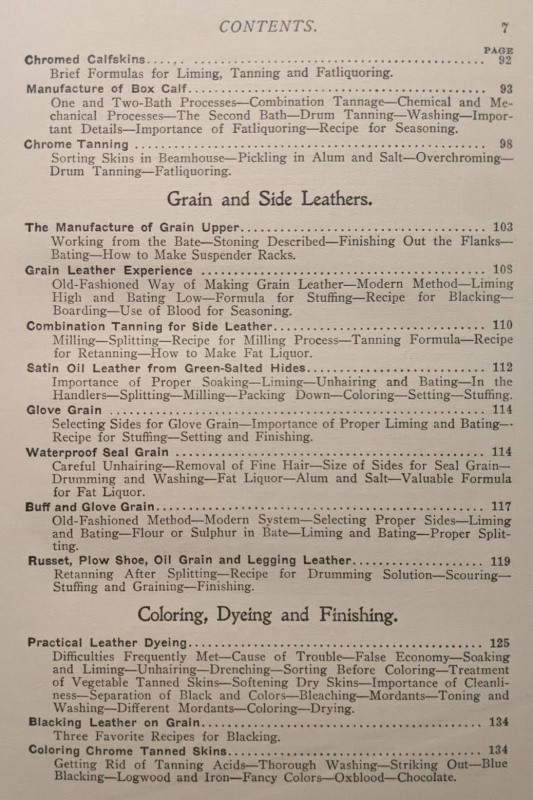 CONTENTS. 7
PAGE
Chromed Calfskins...... .......................................... 92
Brief Formulas for Liming, Tanning and Fatliquoring.
Manufacture of Box Calf........................................... 93
One and Two-Bath Processes—Combination Tannage—Chemical and Me-
chanical Processes—The Second Bath—Drum Tanning—Washing—Impor-
tant Details—Importance of Fatliquoring—Recipe for Seasoning.
Chrome Tanning .................................................. 98
Sorting Skins in Beamhouse—Pickling in Alum and Salt—Overchroming—
Drum Tanning—Fatliquoring.
Grain and Side Leathers.
The Manufacture of Grain Upper................................... 103
Working from the Bate—Stoning Described—Finishing Out the Flanks—
Bating—How to Make Suspender Racks.
Grain Leather Experience ........................................ 108
Old-Fashioned Way of Making Grain Leather—Modern Method—Liming
High and Bating Low—Formula for Stuffing—Recipe for Blacking—
Boarding—Use of Blood for Seasoning.
Combination Tanning for Side Leather.............................. 110
Milling—Splitting—Recipe for Milling Process—Tanning Formula—Recipe
for Retanning—How to Make Fat Liquor.
Satin Oil Leather from Green-Salted Hides......................... 112
Importance of Proper Soaking—Liming—Unhairing and Bating—In the
Handlers—Splitting—Milling—Packing Down—Coloring—Setting—Stuffing.
Glove Grain ...................................................... 114
Selecting Sides for Glove Grain—Importance of Proper Liming and Bating—
Recipe for Stuffing—Setting and Finishing.
Waterproof Seal Grain ............................................ 114
Careful Unhairing—Removal of Fine Hair—Size of Sides for Seal Grain—
Drumming and Washing—Fat Liquor—Alum and Salt—Valuable Formula
for Fat Liquor.
Buff and Glove Grain.............................................. 117
Old-Fashioned Method—Modern System—Selecting Proper Sides—Liming
and Bating—Flour or Sulphur in Bate—Liming and Bating—Proper Split-
ting.
Russet, Plow Shoe, Oil Grain and Legging Leather.................. 119
Retanning After Splitting—Recipe for Drumming Solution—Scouring—
Stuffing and Graining—Finishing.
Coloring, Dyeing and Finishing.
Practical Leather Dyeing.......................................... 125
Difficulties Frequently Met—Cause of Trouble—False Economy—Soaking
and Liming—Unhairing—Drenching—Sorting Before Coloring—Treatment
of Vegetable Tanned Skins—Softening Dry Skins—Importance of Cleanli-
ness—Separation of Black and Colors—Bleaching—Mordants—Toning and
Washing—Different Mordants—Coloring—Drying.
Blacking Leather on Grain......................................... 134
Three Favorite Recipes for Blacking.
Coloring Chrome Tanned Skins...................................... 134
Getting Rid of Tanning Acids—Thorough Washing—Striking Out—Blue
Blacking—Logwood and Iron—Fancy Colors—Oxblood—Chocolate.